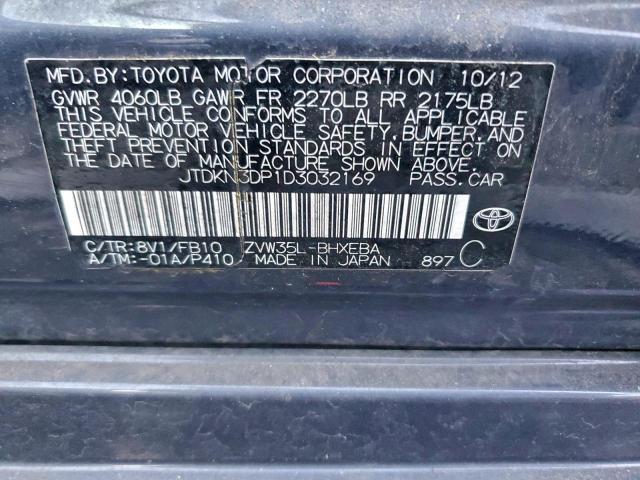 MFD.BY:TOYOTA MOTOR CORPORATION 10/12
GVWR 4060LB GAWR FR 2270LB RR 2175LB
THIS VEHICLE CONFORMS TO ALL APPLICABLE
FEDERAL MOTOR VEHICLE SAFETY, BUMPER, AND
THEFT PREVENTION STANDARDS IN EFFECT ON
THE DATE OF MANUFACTURE SHOWN ABOVE.
JTDKN3DP1D3032169 PASS.CAR
C/TR:8V1/FB10 ZVW35L-BHXEBA
A/TM:-01A/P410 MADE IN JAPAN 897 C